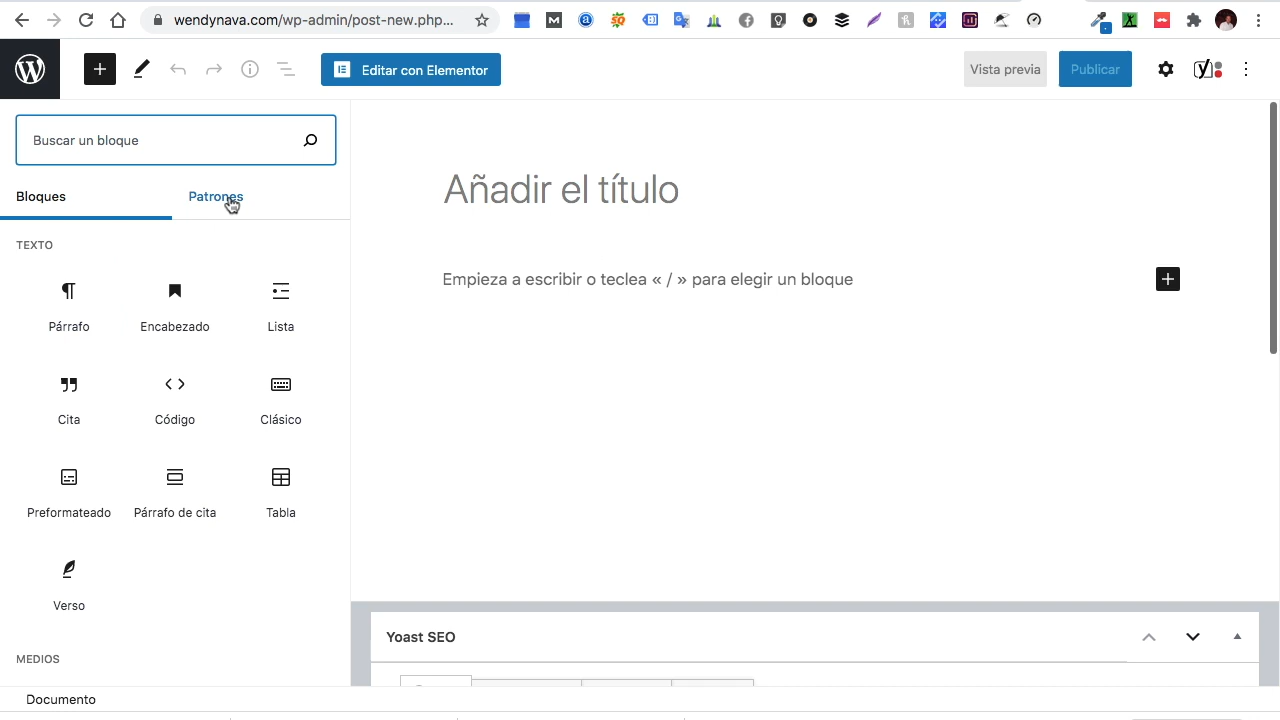 wendynava.com/wp-admin/post-new.php...
Editar con Elementor
Vista previa
Publicar
Buscar un bloque
Bloques
Patrones
Añadir el título
TEXTO
Empieza a escribir o teclea « / » para elegir un bloque
Párrafo
Encabezado
Lista
Cita
Código
Clásico
Preformateado
Párrafo de cita
Tabla
Verso
Yoast SEO
MEDIOS
Documento